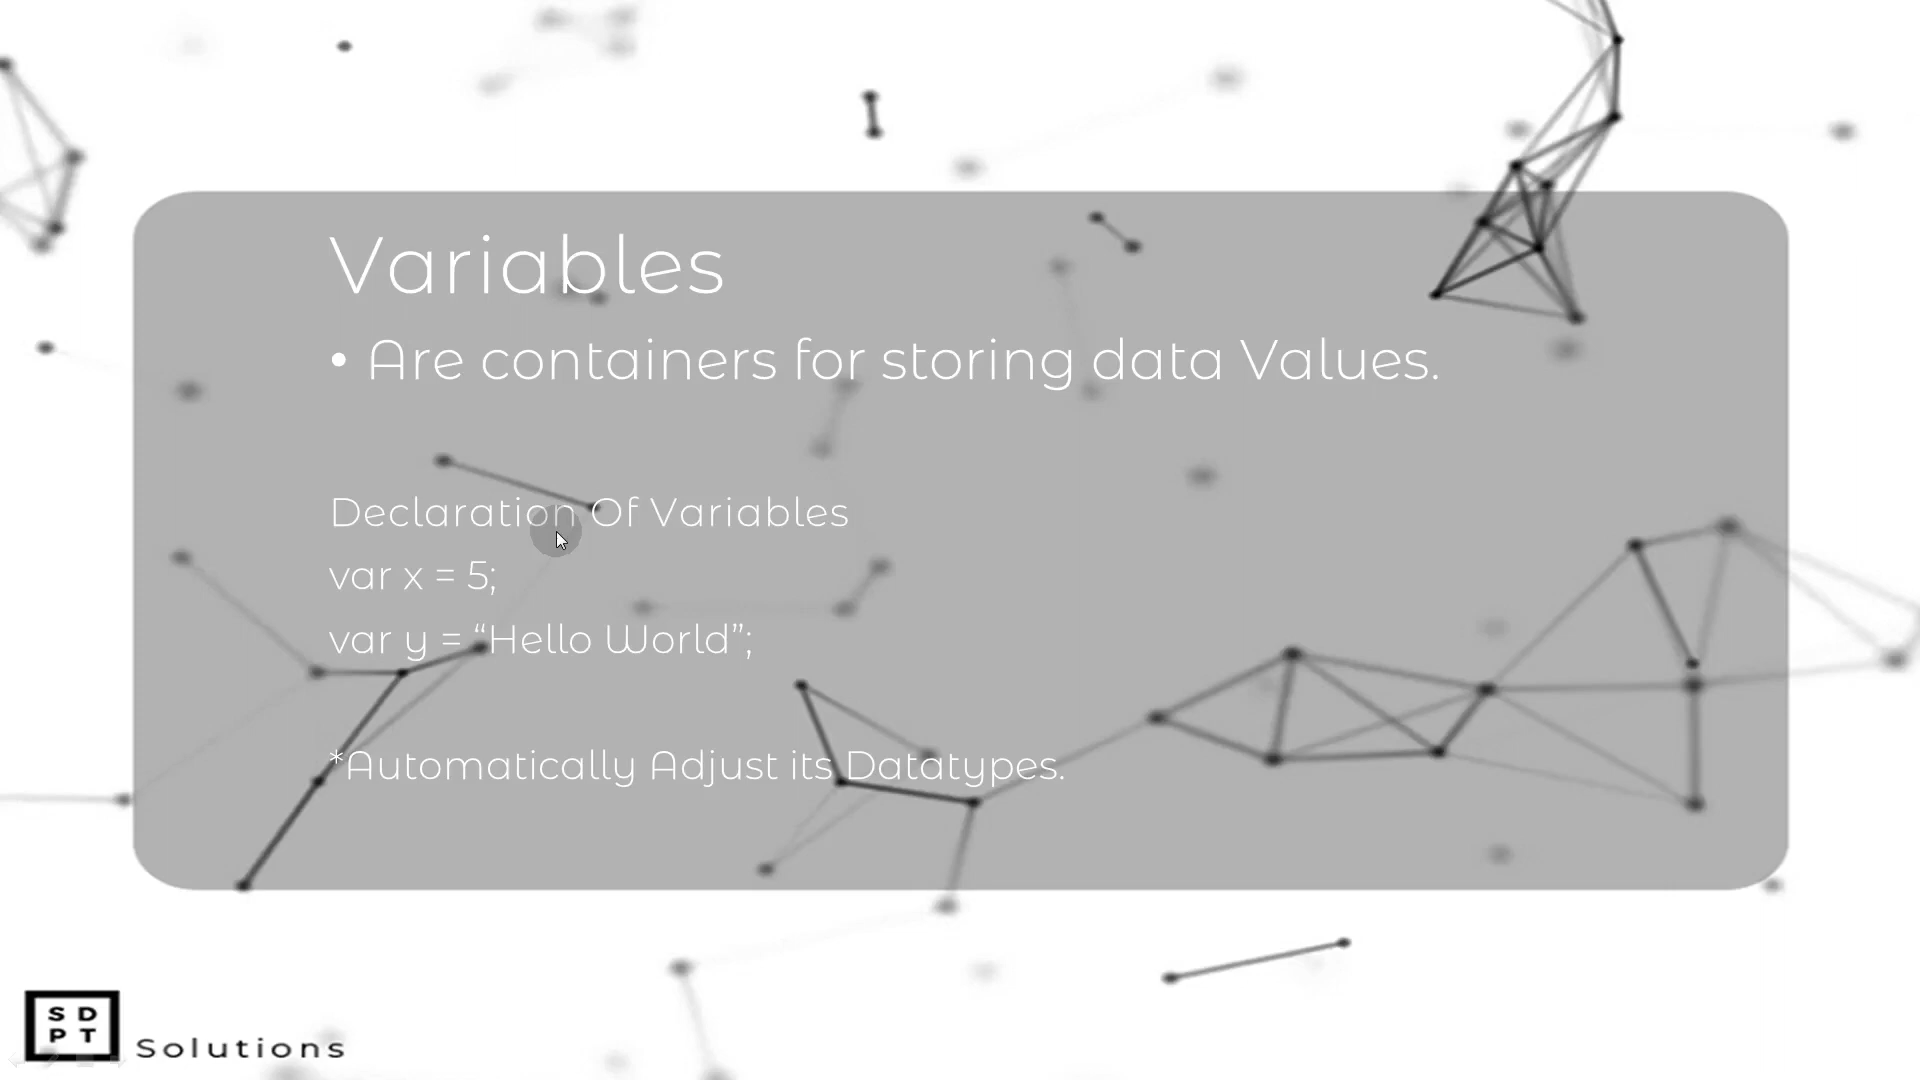 Variables
• Are containers for storing data Values.
Declaration Of Variables
var x = 5;
var y = “Hello World”;
*Automatically Adjust its Datatypes.
S D
P T
Solutions